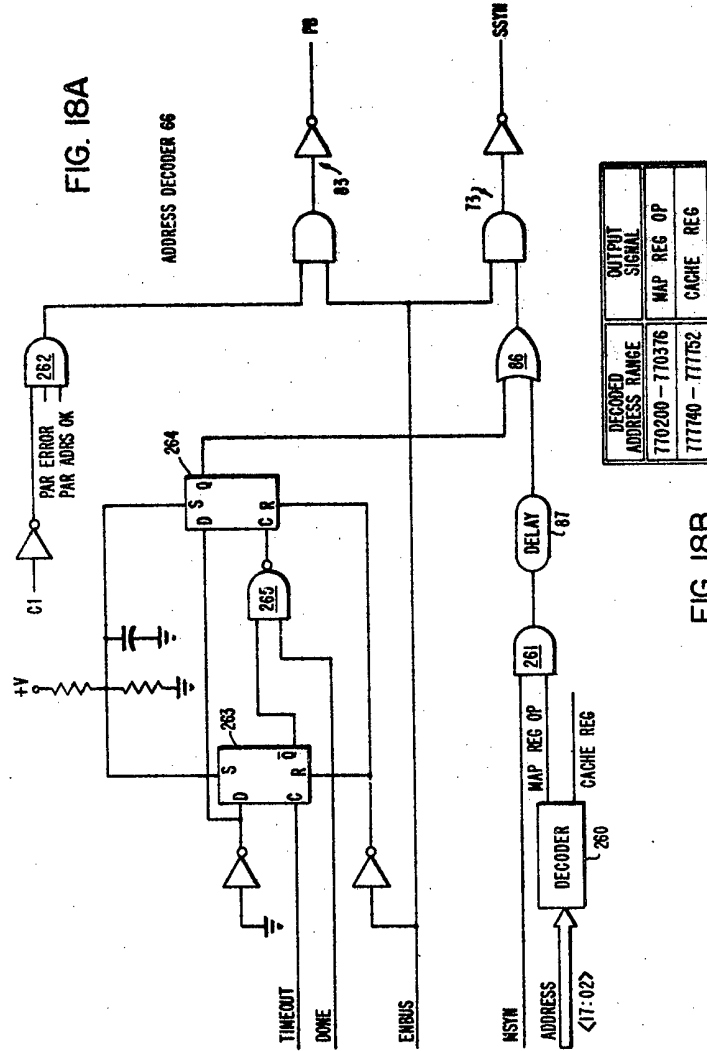 FIG. 18A
ADDRESS DECODER 66
C1
PAR ERROR
PAR ADRS OK
262
+V
264
S
D
Q
C
R
263
S
D
Q
C
R
265
TIMEOUT
DONE
ENBUS
83
PB
73
SSYN
86
DELAY
87
261
MSYN
MAP REG OP
CACHE REG
ADDRESS
<17:02>
DECODER
260
FIG. 18B
DECODED ADDRESS RANGE
OUTPUT SIGNAL
770200-770376
MAP REG OP
777740-777752
CACHE REG